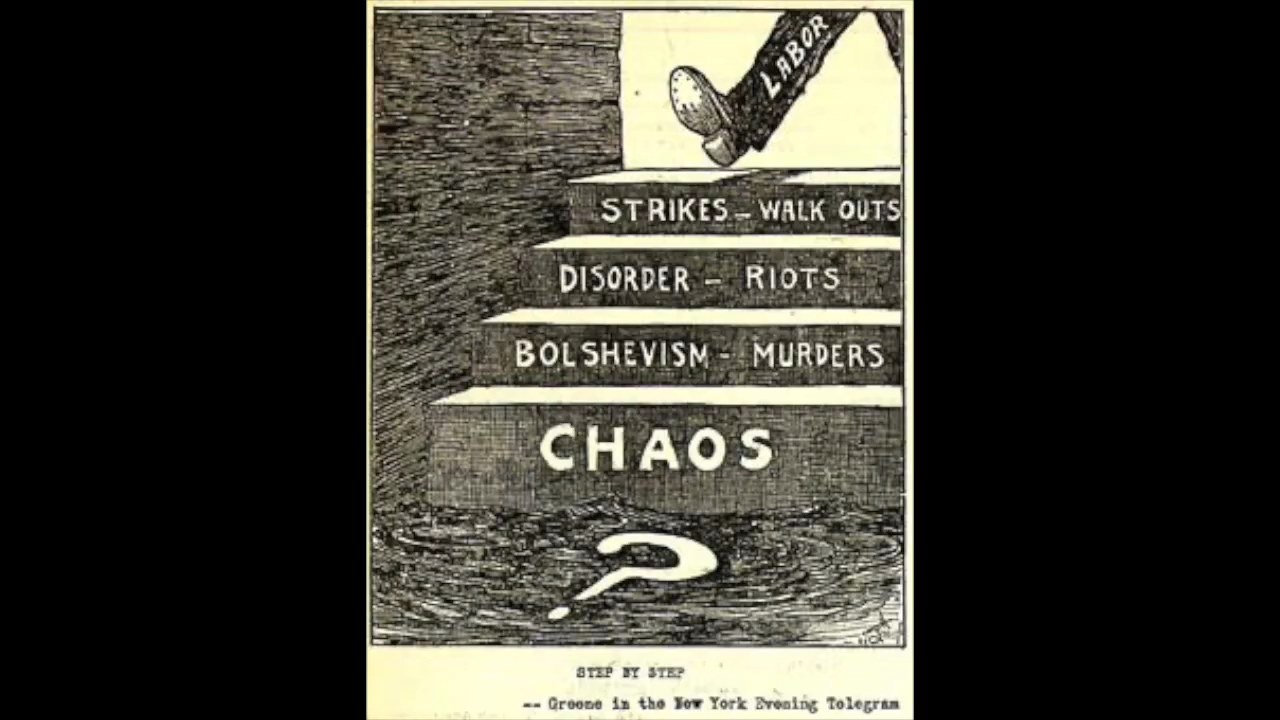 LABOR
STRIKES – WALK OUTS
DISORDER – RIOTS
BOLSHEVISM - MURDERS
CHAOS
?
STEP BY STEP
-- Greene in the New York Evening Telegram